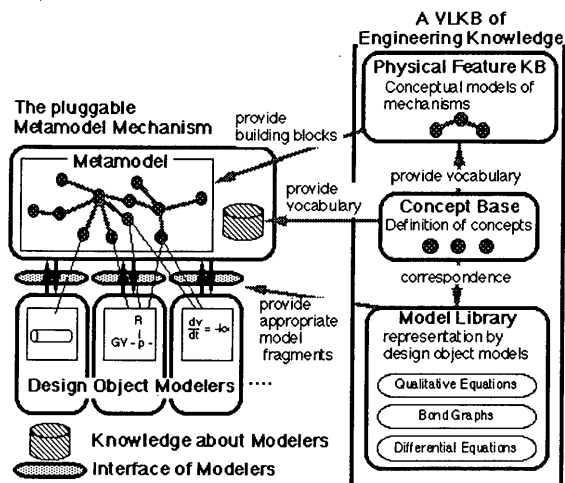 A VLKB of
Engineering Knowledge
Physical Feature KB
Conceptual models of
mechanisms
The pluggable
Metamodel Mechanism
provide
building blocks
Metamodel
provide vocabulary
provide
vocabulary
Concept Base
Definition of concepts
correspondence
provide
appropriate
model
fragments
Model Library
representation by
design object models
Qualitative Equations
Bond Graphs
Differential Equations
R
GY - p -
dv
dt
Design Object Modelers
....
Knowledge about Modelers
Interface of Modelers